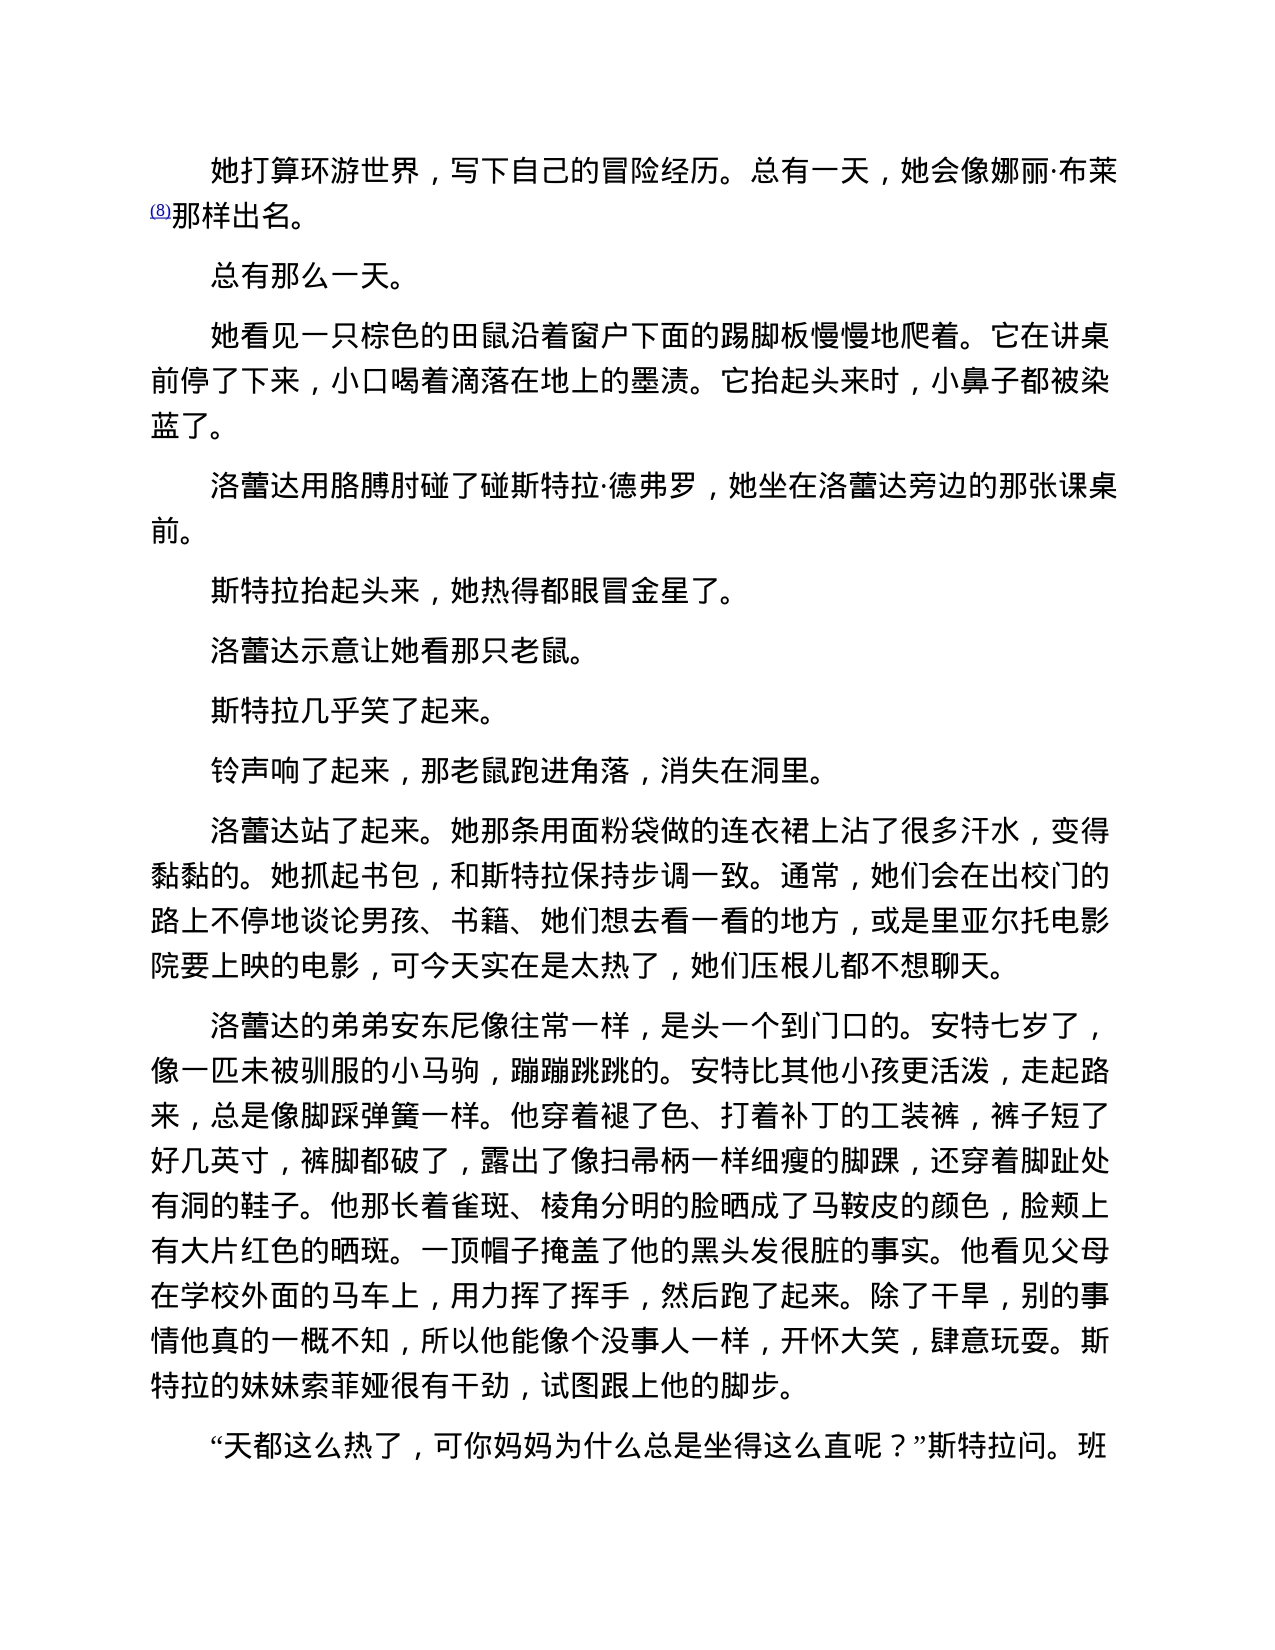 她打算环游世界，写下自己的冒险经历。总有一天，她会像娜丽·布莱
(8)那样出名。
总有那么一天。
她看见一只棕色的田鼠沿着窗户下面的踢脚板慢慢地爬着。它在讲桌
前停了下来，小口喝着滴落在地上的墨渍。它抬起头来时，小鼻子都被染
蓝了。
洛蕾达用胳膊肘碰了碰斯特拉·德弗罗，她坐在洛蕾达旁边的那张课桌
前。
斯特拉抬起头来，她热得都眼冒金星了。
洛蕾达示意让她看那只老鼠。
斯特拉几乎笑了起来。
铃声响了起来，那老鼠跑进角落，消失在洞里。
洛蕾达站了起来。她那条用面粉袋做的连衣裙上沾了很多汗水，变得
黏黏的。她抓起书包，和斯特拉保持步调一致。通常，她们会在出校门的
路上不停地谈论男孩、书籍、她们想去看一看的地方，或是里亚尔托电影
院要上映的电影，可今天实在是太热了，她们压根儿都不想聊天。
洛蕾达的弟弟安东尼像往常一样，是头一个到门口的。安特七岁了，
像一匹未被驯服的小马驹，蹦蹦跳跳的。安特比其他小孩更活泼，走起路
来，总是像脚踩弹簧一样。他穿着褪了色、打着补丁的工装裤，裤子短了
好几英寸，裤脚都破了，露出了像扫帚柄一样细瘦的脚踝，还穿着脚趾处
有洞的鞋子。他那长着雀斑、棱角分明的脸晒成了马鞍皮的颜色，脸颊上
有大片红色的晒斑。一顶帽子掩盖了他的黑头发很脏的事实。他看见父母
在学校外面的马车上，用力挥了挥手，然后跑了起来。除了干旱，别的事
情他真的一概不知，所以他能像个没事人一样，开怀大笑，肆意玩耍。斯
特拉的妹妹索菲娅很有干劲，试图跟上他的脚步。
“天都这么热了，可你妈妈为什么总是坐得这么直呢？”斯特拉问。班